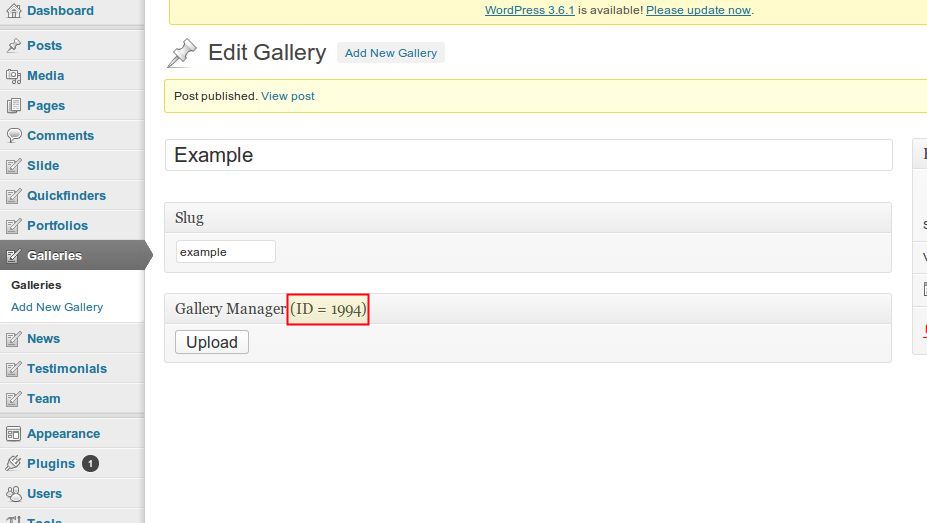 Dashboard
Posts
Media
Pages
Comments
Slide
Quickfinders
Portfolios
Galleries
Galleries
Add New Gallery
News
Testimonials
Team
Appearance
Plugins 1
Users
Tools
WordPress 3.6.1 is available! Please update now.
Edit Gallery Add New Gallery
Post published. View post
Example
Slug
example
Gallery Manager (ID = 1994)
Upload